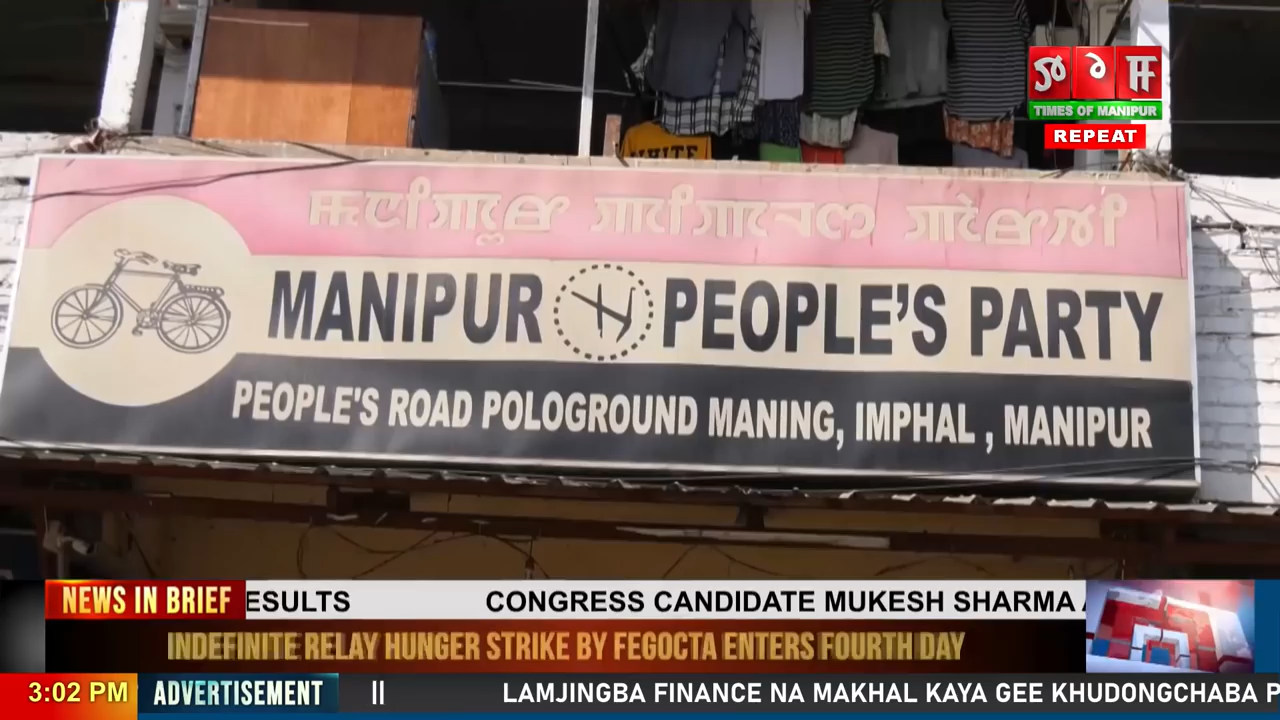 TIMES OF MANIPUR
REPEAT
MANIPUR PEOPLE'S PARTY
PEOPLE'S ROAD POLOGROUND MANING, IMPHAL , MANIPUR
NEWS IN BRIEF
ESULTS CONGRESS CANDIDATE MUKESH SHARMA
INDEFINITE RELAY HUNGER STRIKE BY FEGOCTA ENTERS FOURTH DAY
3:02 PM ADVERTISEMENT || LAMJINGBA FINANCE NA MAKHAL KAYA GEE KHUDONGCHABA P